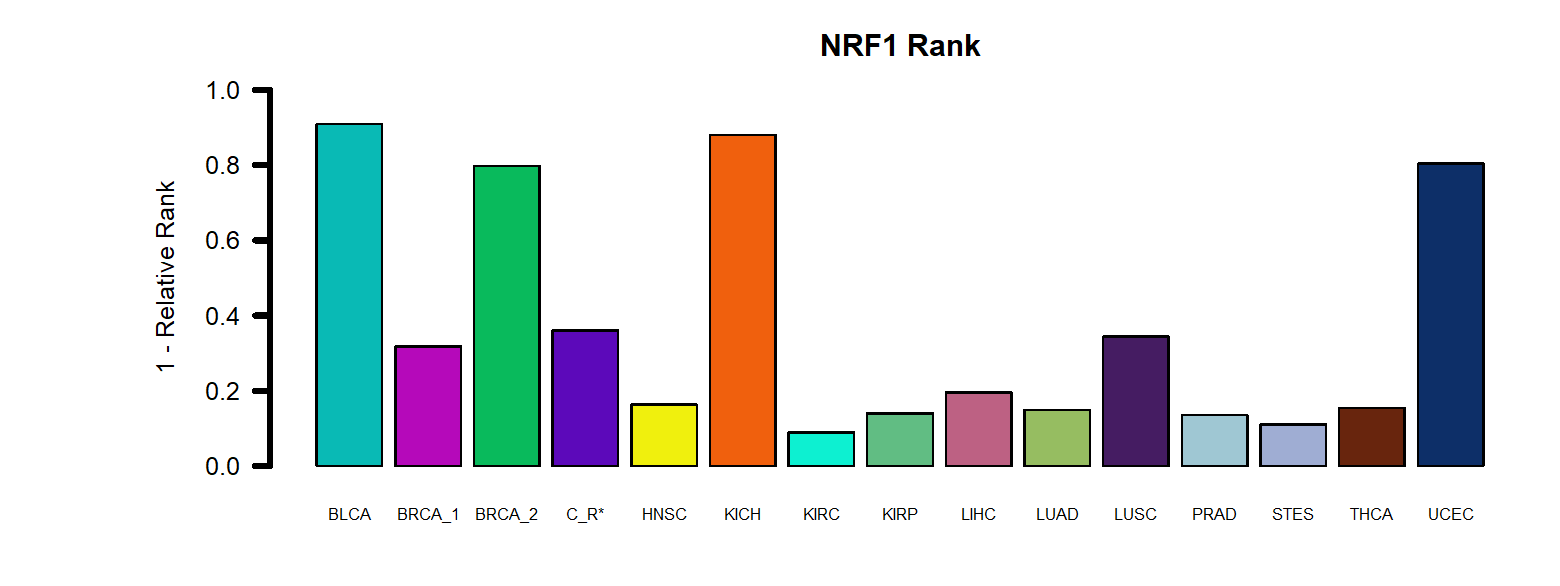 NRF1 Rank
1 - Relative Rank
1.0
0.8
0.6
0.4
0.2
0.0
BLCA BRCA_1 BRCA_2 C_R* HNSC KICH KIRC KIRP LIHC LUAD LUSC PRAD STES THCA UCEC